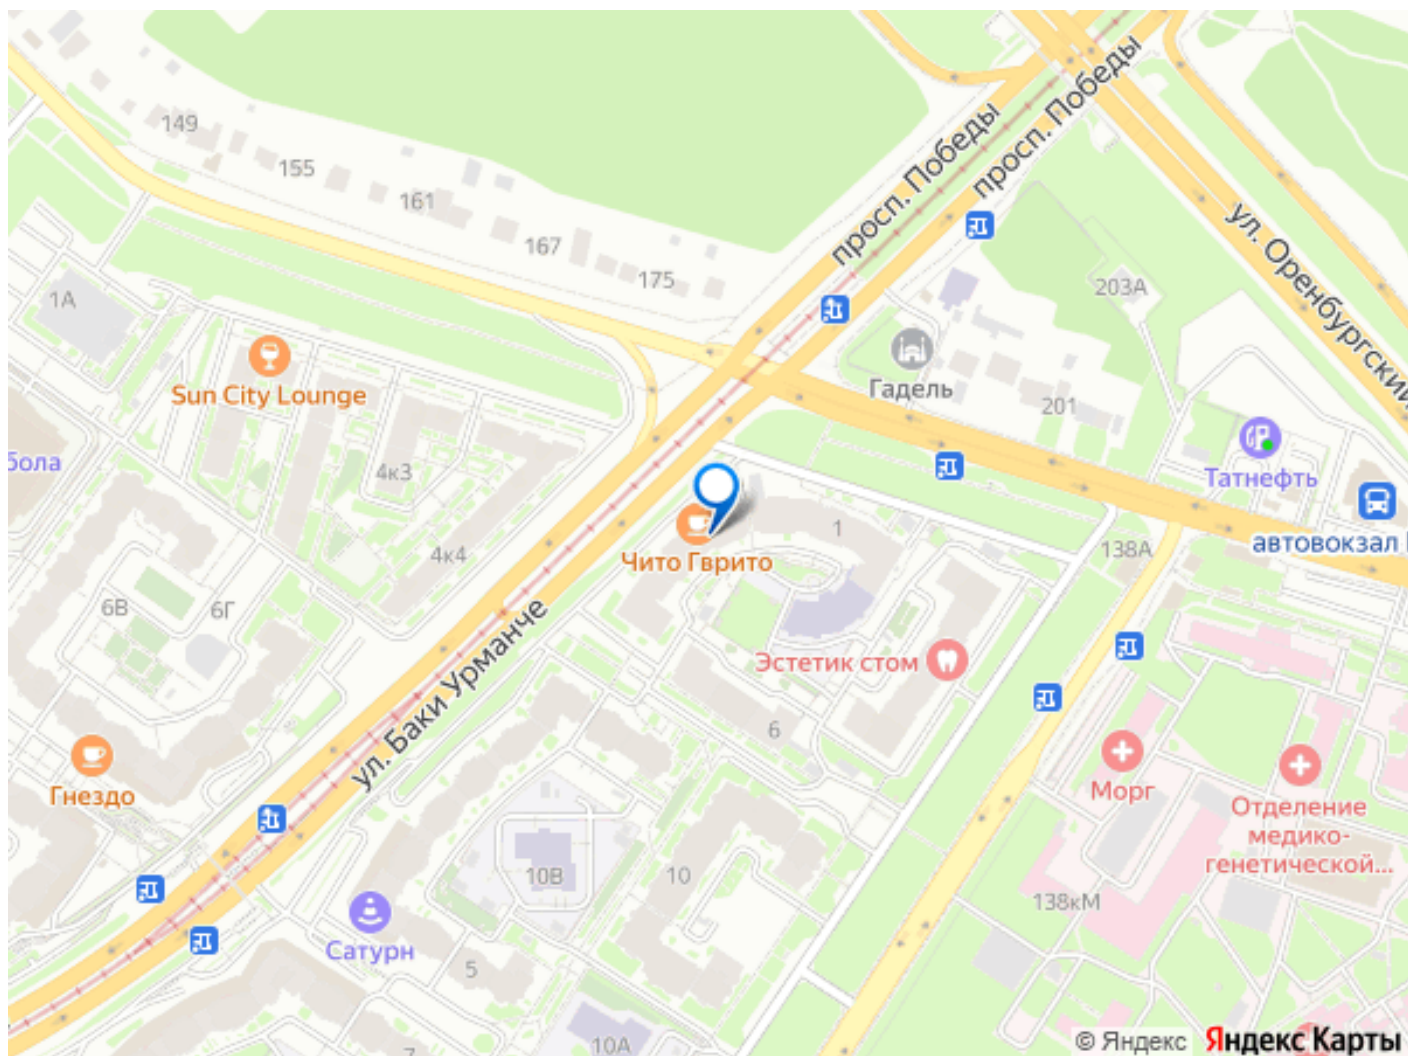 просп. Победы
просп. Победы
149
155
161
167
175
1А
203А
ул. Оренбургский
Sun City Lounge
Гадель
201
бола
4к3
Татнефть
4к4
1
Чито Гврито
138А
автовокзал
6В
6Г
ул. Баки Урманче
Эстетик стом
6
Гнездо
Морг
Отделение
медико-
генетической...
10В
10
138кМ
Сатурн
5
7
10А
© Яндекс Яндекс Карты